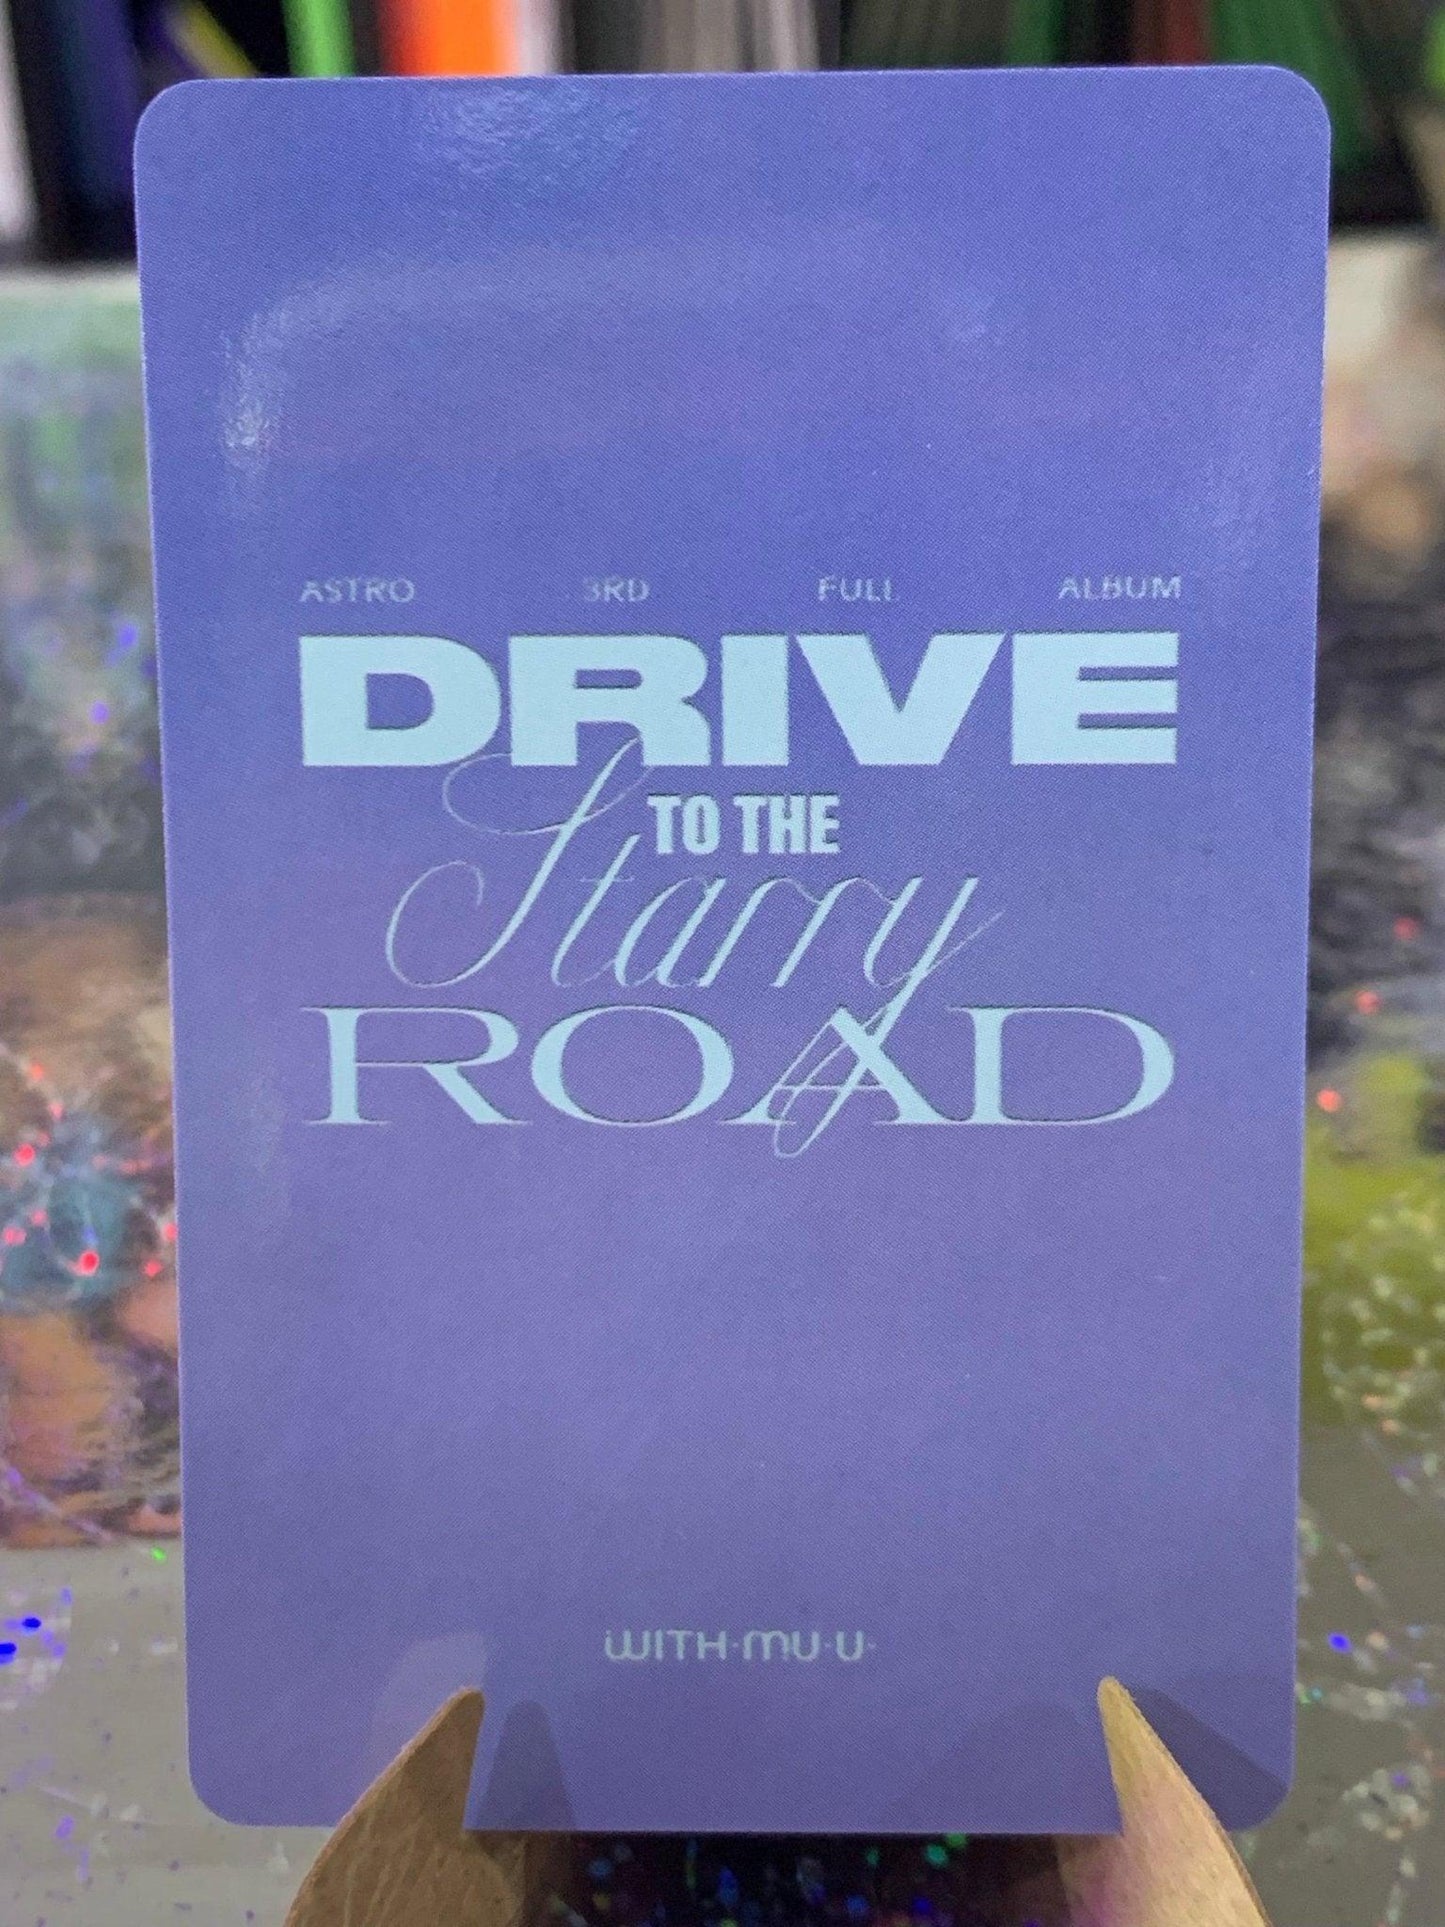 ASTRO 3RD FULL ALBUM
DRIVE
TO THE
Starry
ROAD
WITH·MU·U·